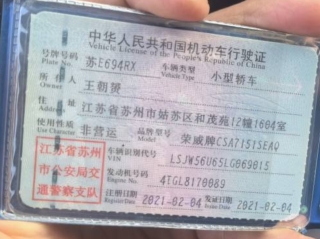 中华人民共和国机动车行驶证
Vehicle License of the People's Republic of China
号牌号码 苏E694RX 车辆类型 小型轿车
Plate No. Vehicle Type
所有人 王朝援
Owner
住址 江苏省苏州市姑苏区和茂苑12幢1604室
Address
使用性质 非营运 品牌型号 荣威牌CSA7151SEAQ
Use Character Model
江苏省苏州市公安局交通警察支队
车辆识别代号 LSJW56U65LG069015
VIN
发动机号码 4TGL8170089
Engine No.
注册日期 2021-02-04 发证日期 2021-02-04
Register Date Issue Date